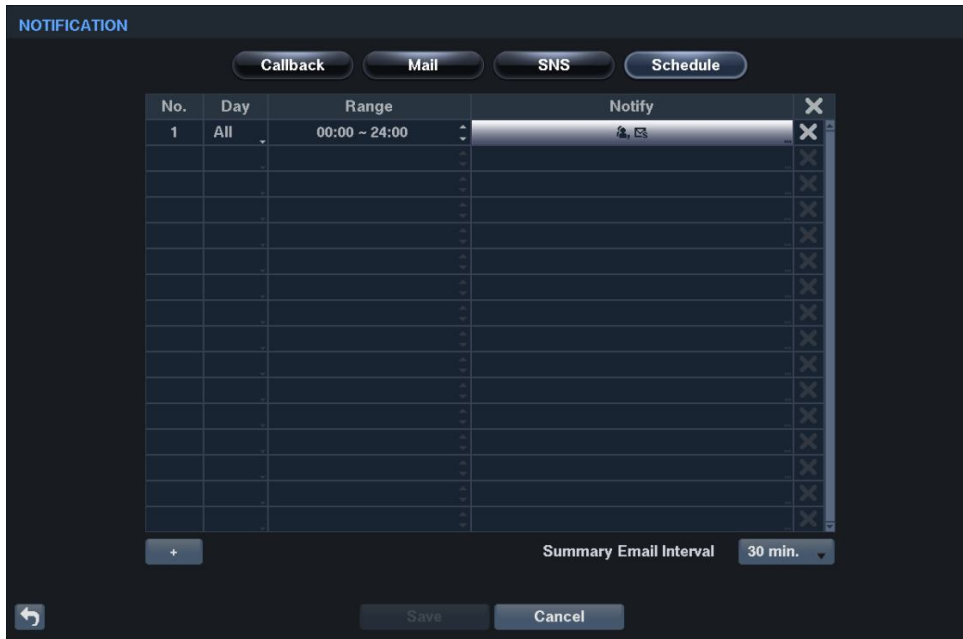 NOTIFICATION
Callback Mail SNS Schedule
No. Day Range Notify
1 All 00:00 ~ 24:00
+ Summary Email Interval 30 min.
Save Cancel